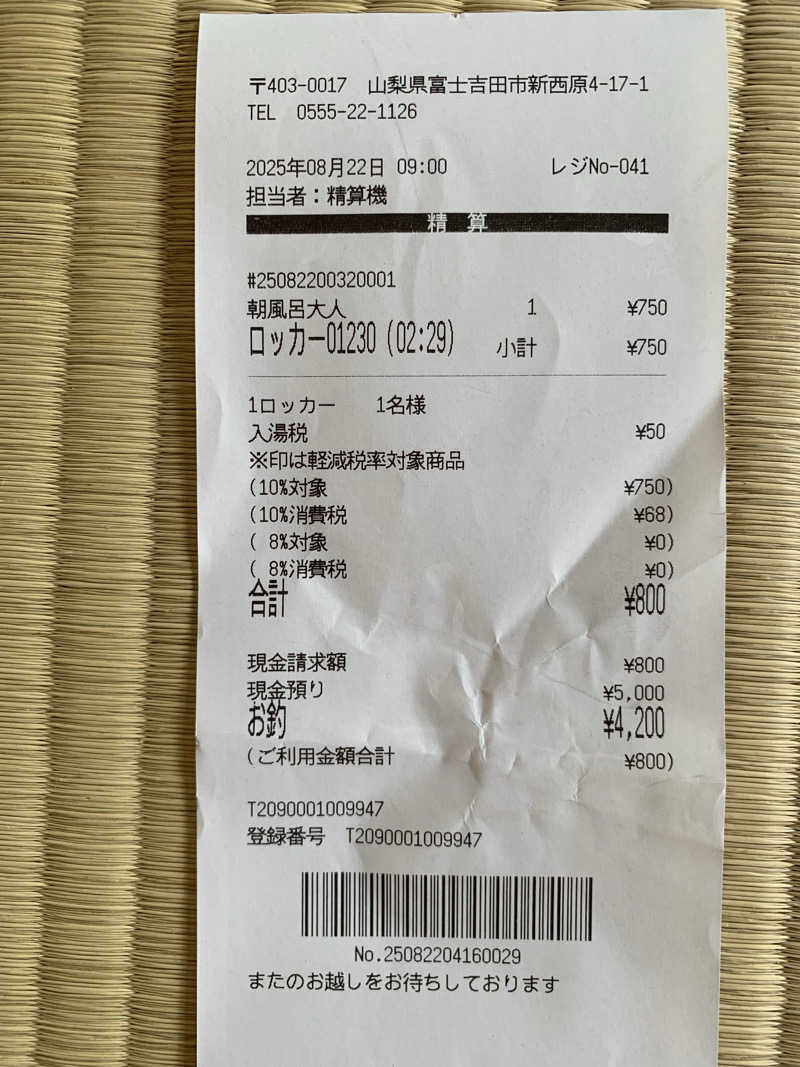 〒403-0017 山梨県富士吉田市新西原4-17-1
TEL 0555-22-1126
2025年08月22日 09:00 レジNo-041
担当者：精算機
精 算
#25082200320001
朝風呂大人 1 ¥750
ロッカー01230 (02:29) 小計 ¥750
1ロッカー 1名様
入湯税 ¥50
※印は軽減税率対象商品
(10%対象 ¥750)
(10%消費税 ¥68)
( 8%対象 ¥0)
( 8%消費税 ¥0)
合計 ¥800
現金請求額 ¥800
現金預り ¥5,000
お釣 ¥4,200
(ご利用金額合計 ¥800)
T2090001009947
登録番号 T2090001009947
No.25082204160029
またのお越しをお待ちしております